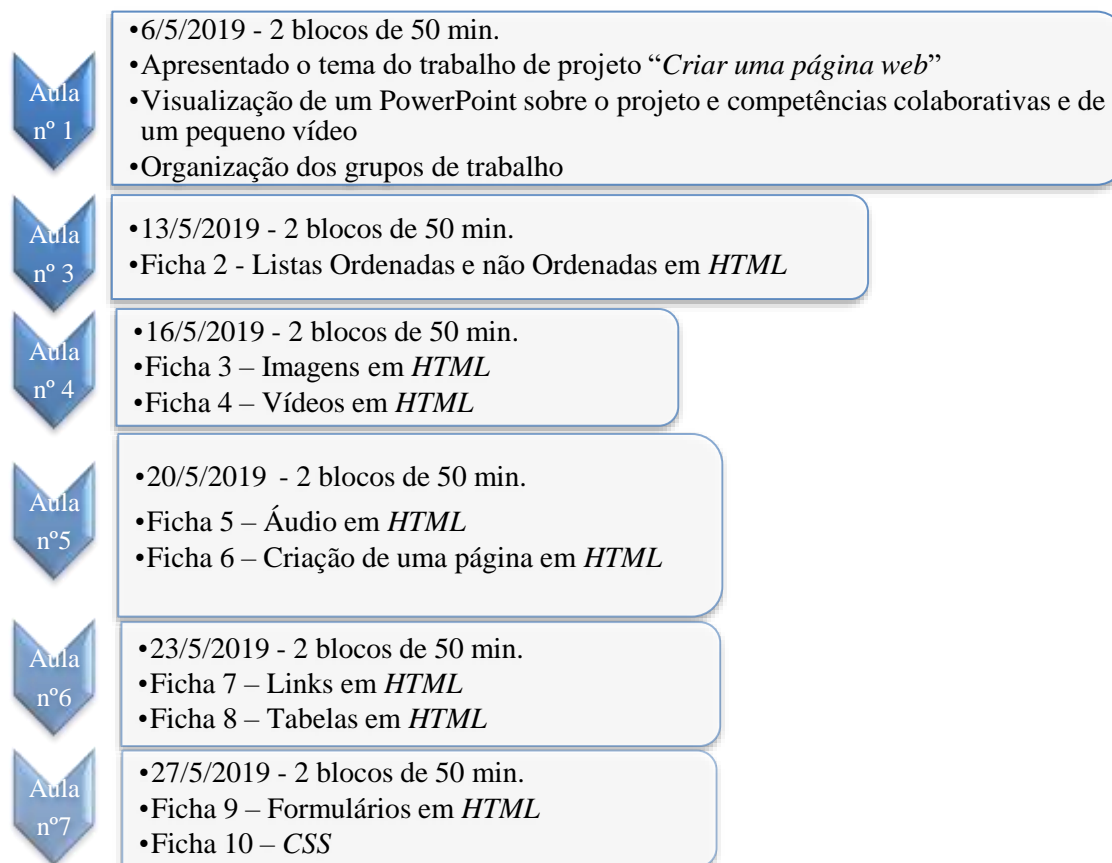 Aula
nº 1
•6/5/2019 - 2 blocos de 50 min.
•Apresentado o tema do trabalho de projeto “Criar uma página web”
•Visualização de um PowerPoint sobre o projeto e competências colaborativas e de
um pequeno vídeo
•Organização dos grupos de trabalho
Aula
nº 3
•13/5/2019 - 2 blocos de 50 min.
•Ficha 2 - Listas Ordenadas e não Ordenadas em HTML
Aula
nº 4
•16/5/2019 - 2 blocos de 50 min.
•Ficha 3 – Imagens em HTML
•Ficha 4 – Vídeos em HTML
Aula
nº5
•20/5/2019 - 2 blocos de 50 min.
•Ficha 5 – Áudio em HTML
•Ficha 6 – Criação de uma página em HTML
Aula
nº6
•23/5/2019 - 2 blocos de 50 min.
•Ficha 7 – Links em HTML
•Ficha 8 – Tabelas em HTML
Aula
nº7
•27/5/2019 - 2 blocos de 50 min.
•Ficha 9 – Formulários em HTML
•Ficha 10 – CSS